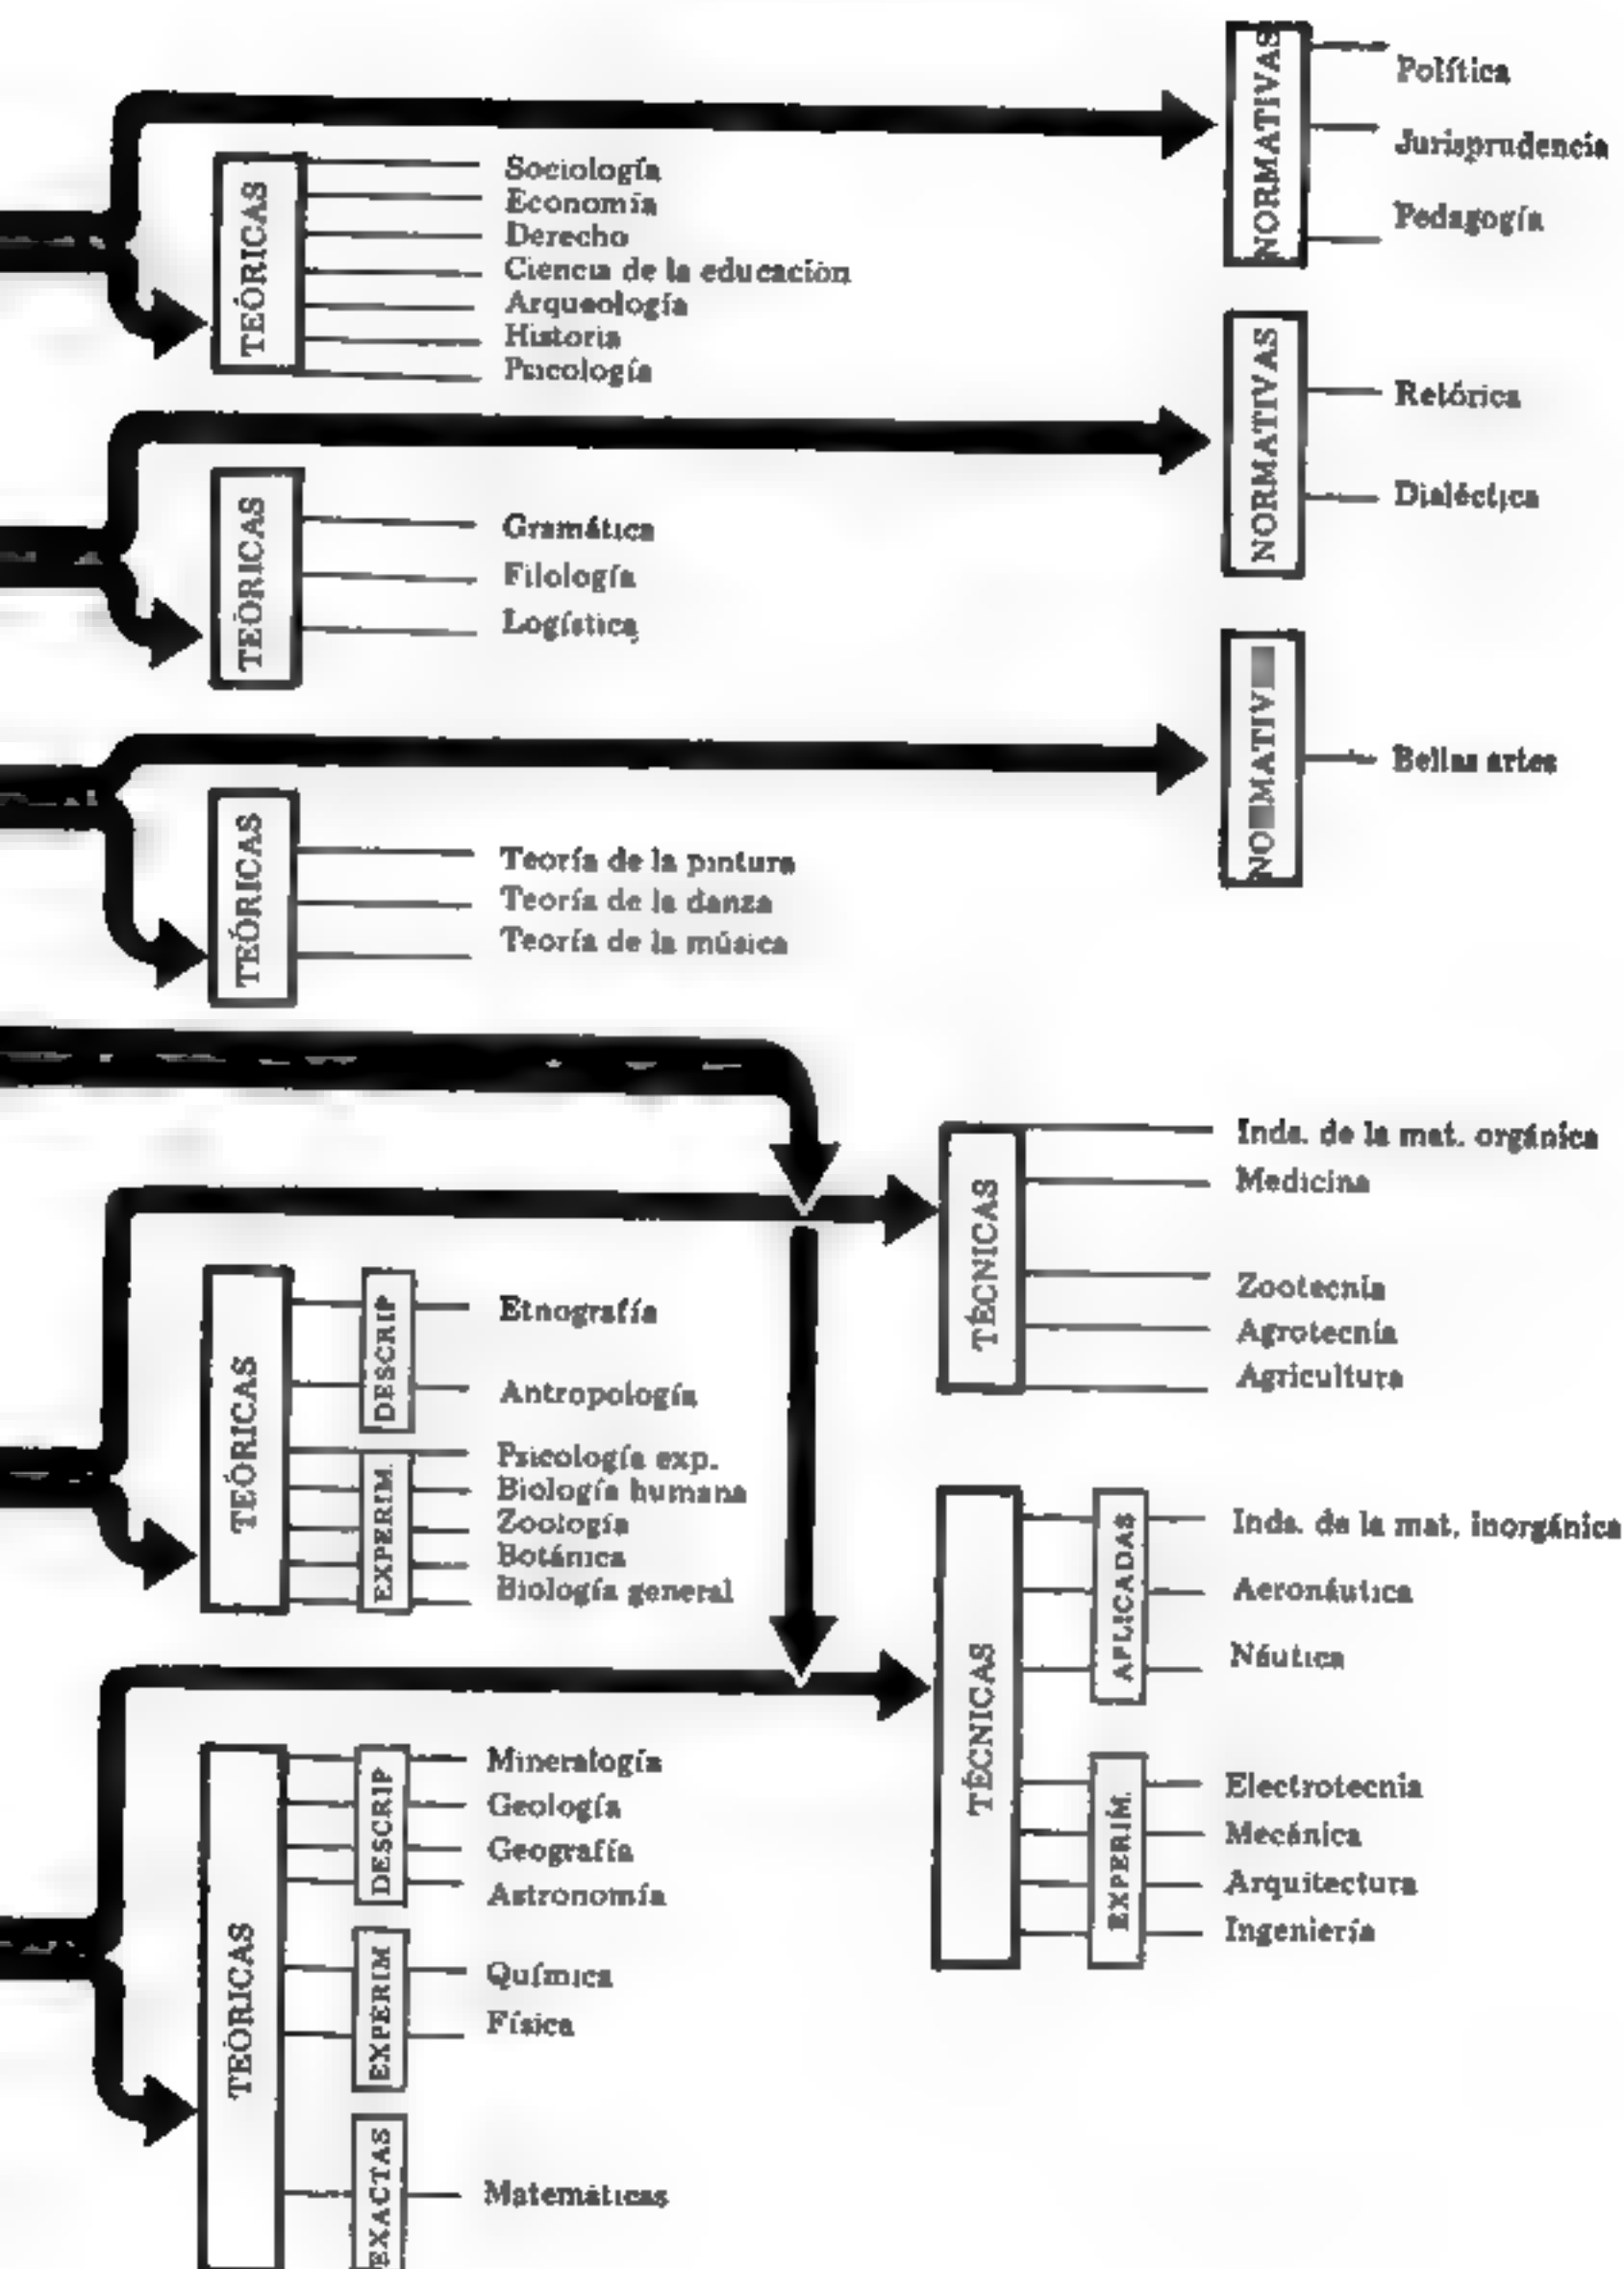 NORMATIVAS
Política
Jurisprudencia
Pedagogía
TEÓRICAS
Sociología
Economía
Derecho
Ciencia de la educación
Arqueología
Historia
Psicología
NORMATIVAS
Retórica
Dialéctica
TEÓRICAS
Gramática
Filología
Logística
Bellas artes
TEÓRICAS
Teoría de la pintura
Teoría de la danza
Teoría de la música
TÉCNICAS
Inds. de la mat. orgánica
Medicina
Zootecnía
Agrotecnía
Agricultura
TEÓRICAS
DESCRIP
Etnografía
Antropología
EXPERIM.
Psicología exp.
Biología humana
Zoología
Botánica
Biología general
TÉCNICAS
APLICADAS
Inds. de la mat. inorgánica
Aeronáutica
Náutica
EXPERÍM.
Electrotecnia
Mecánica
Arquitectura
Ingeniería
TEÓRICAS
DESCRIP
Mineralogía
Geología
Geografía
Astronomía
EXPERIM
Química
Física
EXACTAS
Matemáticas